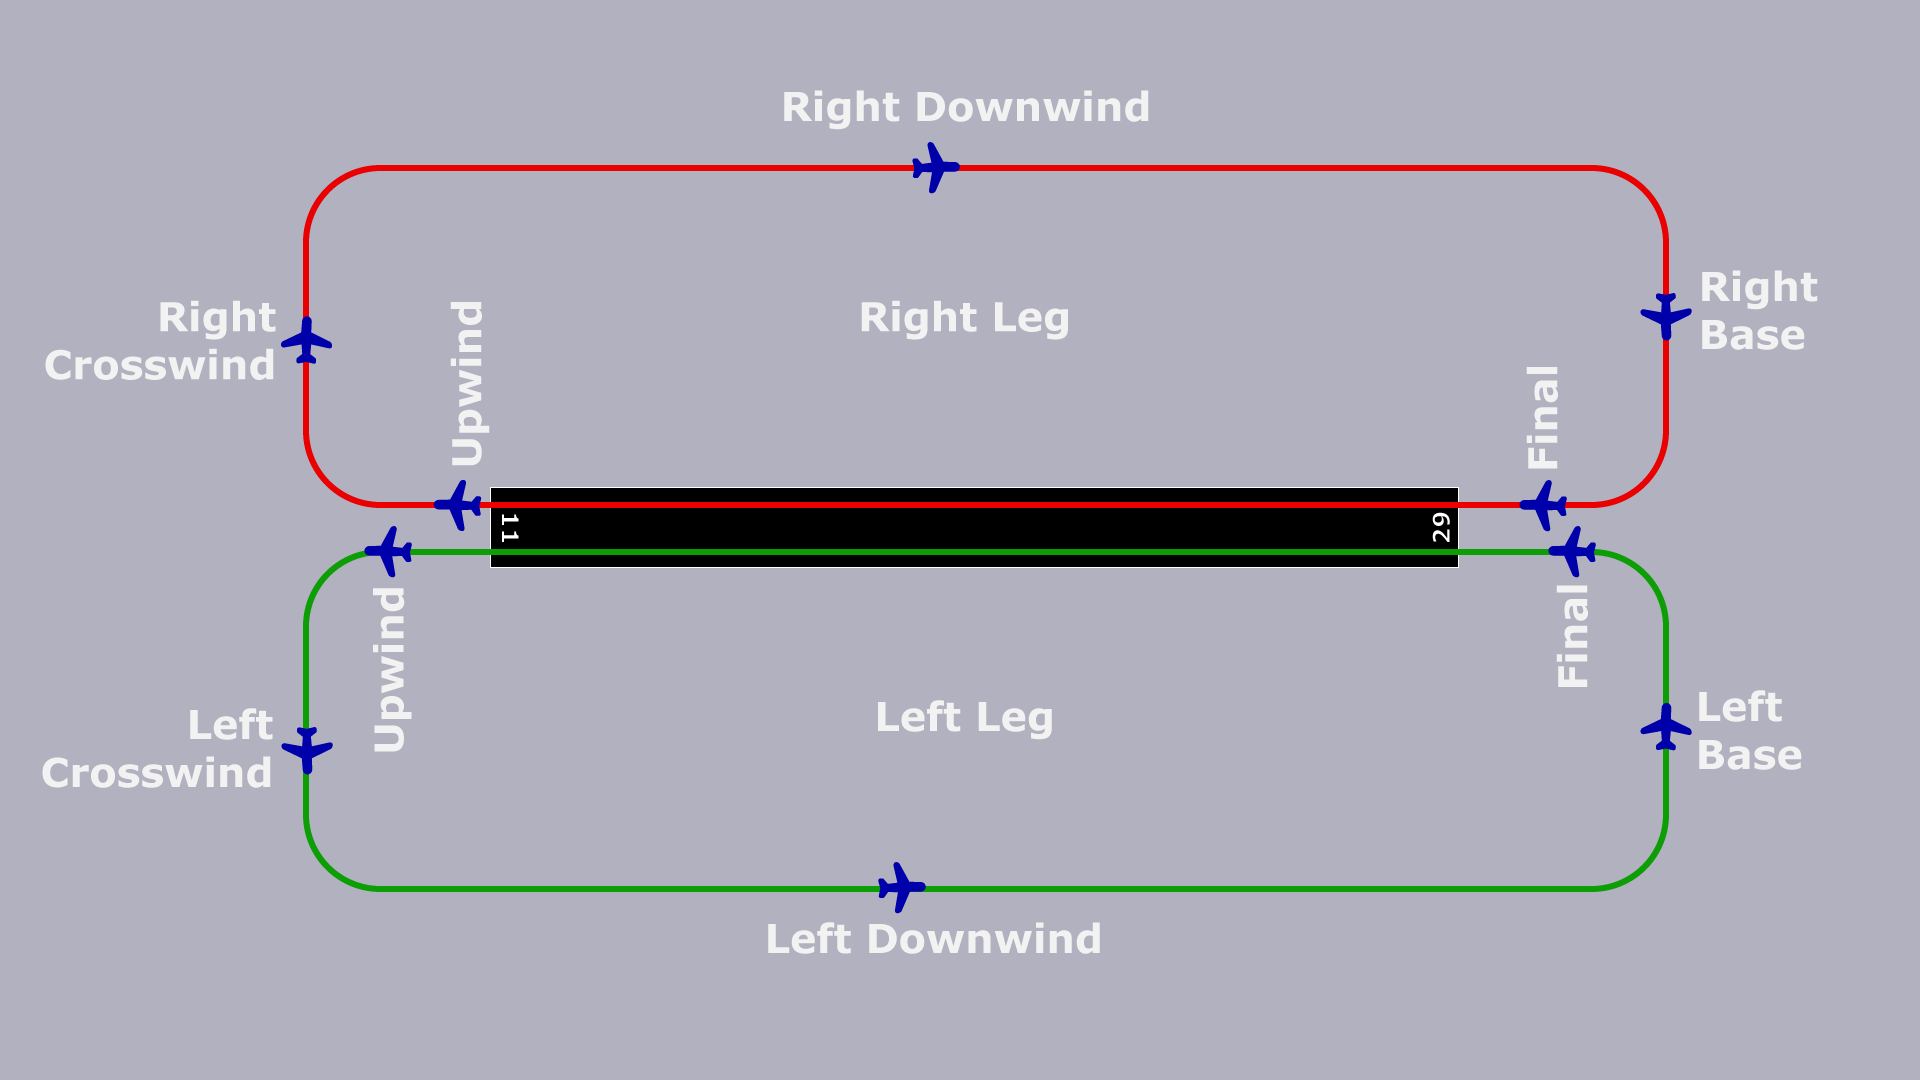 Right Downwind
Right
Crosswind
Upwind
Right Leg
Final
Right
Base
11
29
Left
Crosswind
Upwind
Left Leg
Final
Left
Base
Left Downwind